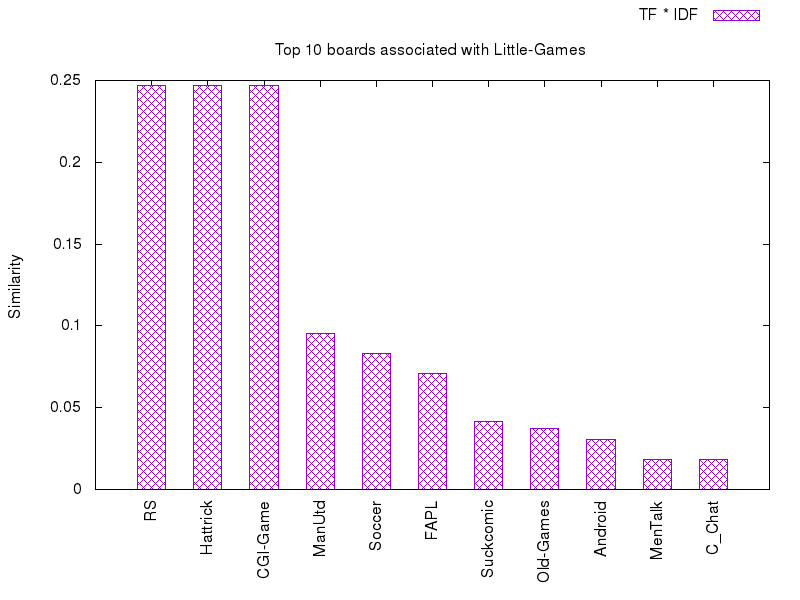 TF * IDF
Top 10 boards associated with Little-Games
0.25
0.2
0.15
0.1
0.05
0
Similarity
RS
Hattrick
CGI-Game
ManUtd
Soccer
FAPL
Suckcomic
Old-Games
Android
MenTalk
C_Chat